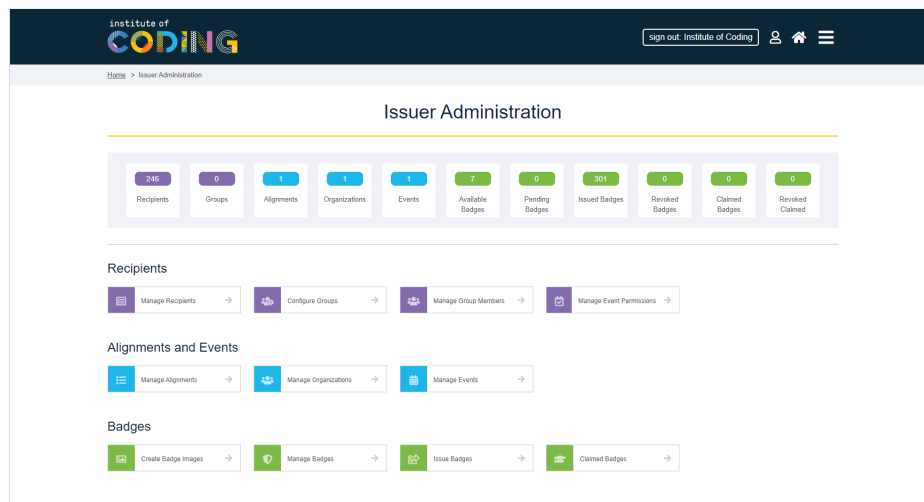 institute of
CODING
sign out: Institute of Coding
Home > Issuer Administration
Issuer Administration
246
Recipients
0
Groups
1
Alignments
1
Organizations
1
Events
7
Available
Badges
0
Pending
Badges
301
Issued Badges
0
Revoked
Badges
0
Claimed
Badges
0
Revoked
Claimed
Recipients
Manage Recipients
Configure Groups
Manage Group Members
Manage Event Permissions
Alignments and Events
Manage Alignments
Manage Organizations
Manage Events
Badges
Create Badge Images
Manage Badges
Issue Badges
Claimed Badges